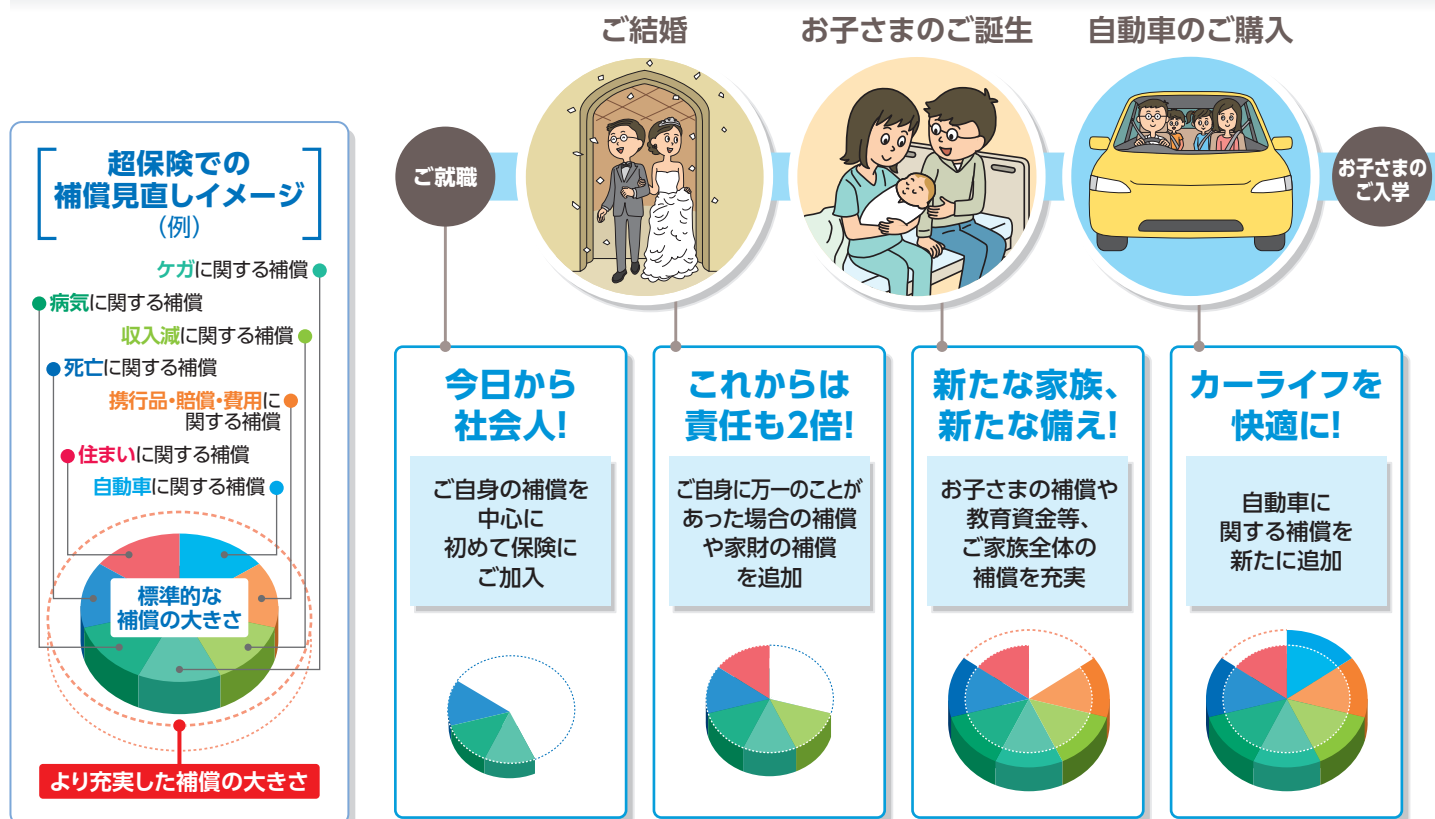 ご結婚
お子さまのご誕生
自動車のご購入
ご就職
お子さまの
ご入学
超保険での
補償見直しイメージ
（例）
ケガに関する補償
病気に関する補償
収入減に関する補償
死亡に関する補償
携行品・賠償・費用に
関する補償
住まいに関する補償
自動車に関する補償
標準的な
補償の大きさ
より充実した補償の大きさ
今日から
社会人!
ご自身の補償を
中心に
初めて保険に
ご加入
これからは
責任も2倍!
ご自身に万一のことが
あった場合の補償
や家財の補償
を追加
新たな家族、
新たな備え!
お子さまの補償や
教育資金等、
ご家族全体の
補償を充実
カーライフを
快適に!
自動車に
関する補償を
新たに追加